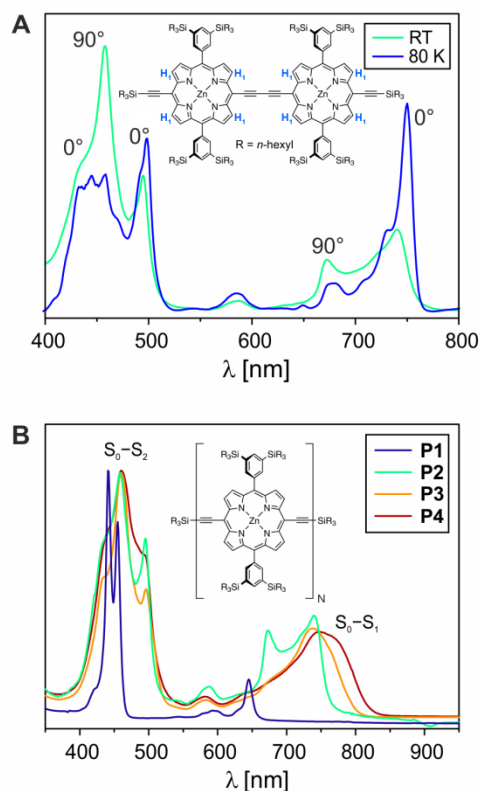 A
RT
80 K
90°
0°
0°
90°
0°
R₃Si
SiR₃
R₃Si
SiR₃
H₁
H₁
H₁
H₁
N
N
N
N
Zn
N
N
N
N
Zn
R₃Si
SiR₃
H₁
H₁
H₁
H₁
R₃Si
SiR₃
R = n-hexyl
R₃Si
SiR₃
400 500 600 700 800
λ [nm]
B
P1
P2
P3
P4
S₀–S₂
R₃Si
SiR₃
N
N
N
N
Zn
R₃Si
SiR₃
R₃Si
SiR₃
N
S₀–S₁
400 500 600 700 800 900
λ [nm]